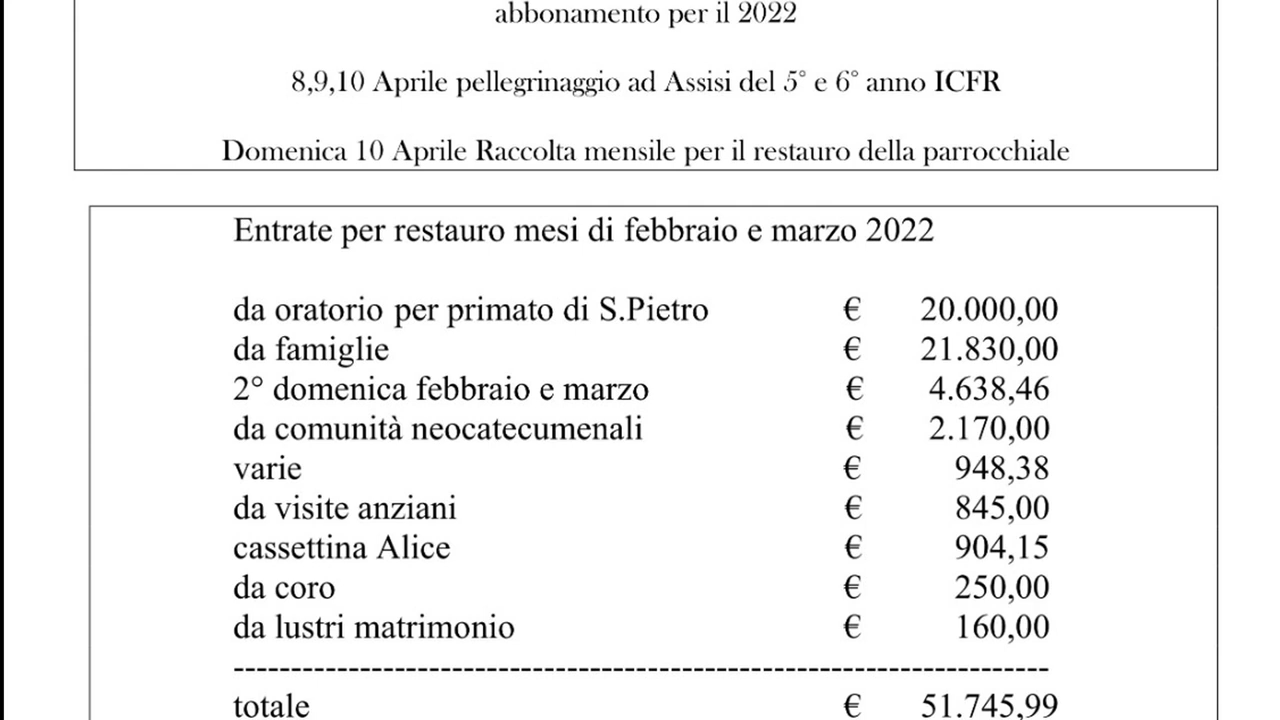 abbonamento per il 2022
8,9,10 Aprile pellegrinaggio ad Assisi del 5° e 6° anno ICFR
Domenica 10 Aprile Raccolta mensile per il restauro della parrocchiale
Entrate per restauro mesi di febbraio e marzo 2022
da oratorio per primato di S.Pietro € 20.000,00
da famiglie € 21.830,00
2° domenica febbraio e marzo € 4.638,46
da comunità neocatecumenali € 2.170,00
varie € 948,38
da visite anziani € 845,00
cassettina Alice € 904,15
da coro € 250,00
da lustri matrimonio € 160,00
-----------------------------------------------------------------------
totale € 51.745,99